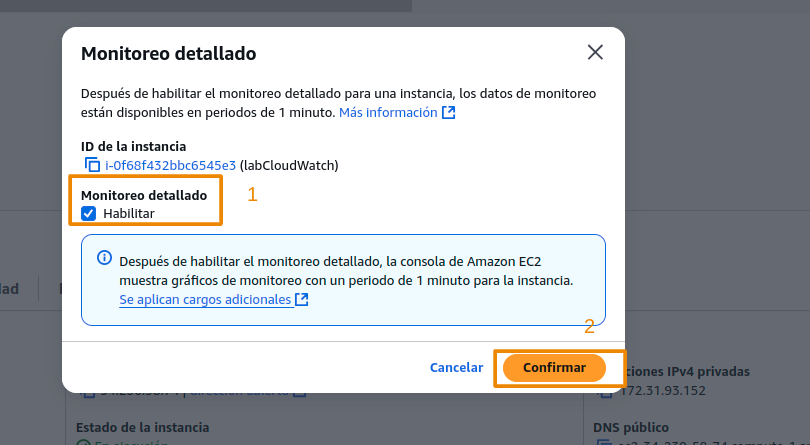 Monitoreo detallado
Después de habilitar el monitoreo detallado para una instancia, los datos de monitoreo
están disponibles en periodos de 1 minuto. Más información
ID de la instancia
i-0f68f432bbc6545e3 (labCloudWatch)
Monitoreo detallado
1
Habilitar
Después de habilitar el monitoreo detallado, la consola de Amazon EC2
muestra gráficos de monitoreo con un periodo de 1 minuto para la instancia.
Se aplican cargos adicionales
2
Cancelar
Confirmar
IPv4 privadas
172.31.93.152
Estado de la instancia
DNS público